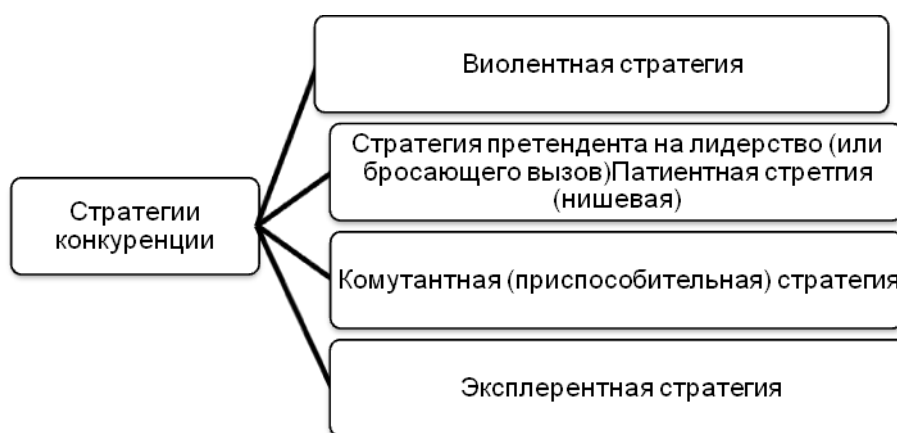 Стратегии
конкуренции
Виолентная стратегия
Стратегия претендента на лидерство (или
бросающего вызов)Патиентная стретгия
(нишевая)
Комутантная (приспособительная) стратегия
Эксплерентная стратегия